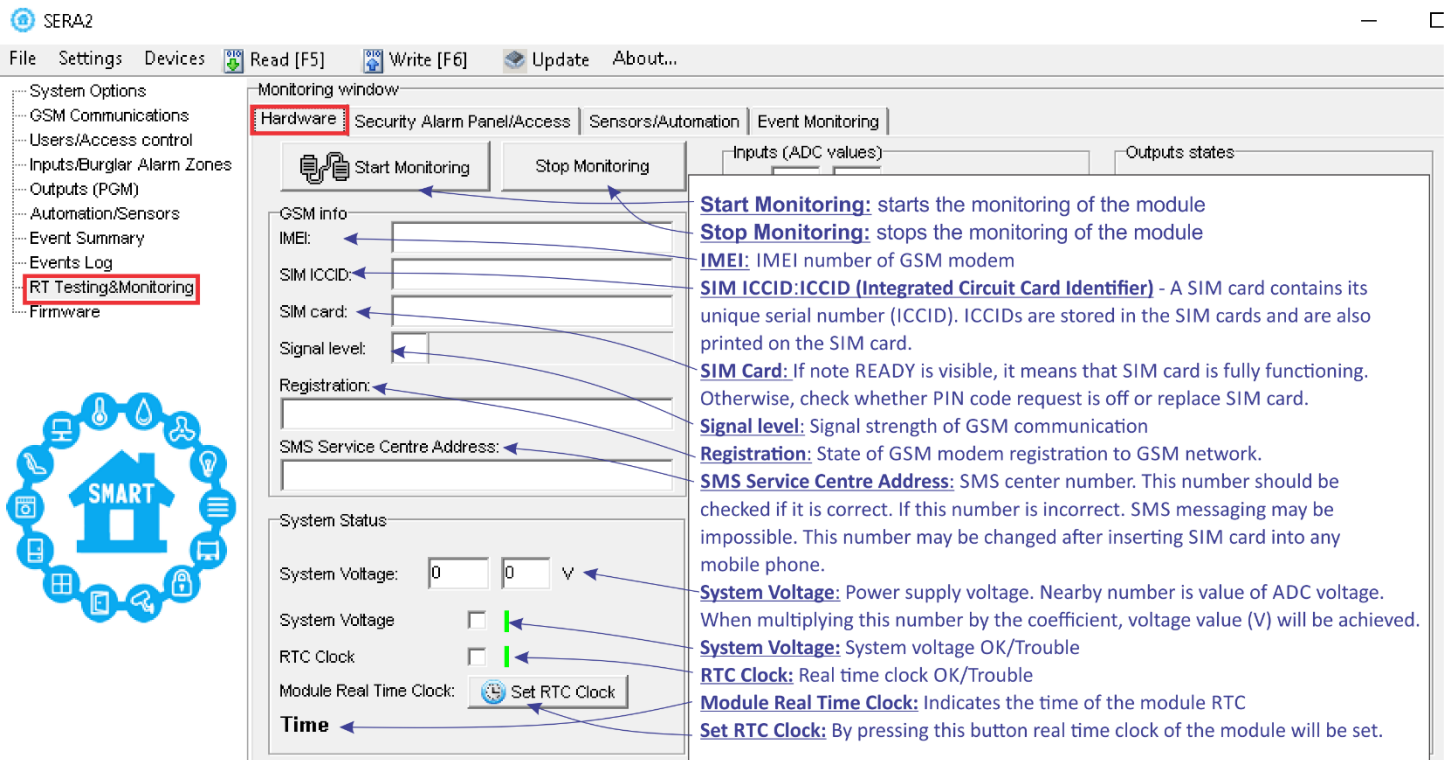 SERA2
File Settings Devices Read [F5] Write [F6] Update About...
System Options
GSM Communications
Users/Access control
Inputs/Burglar Alarm Zones
Outputs (PGM)
Automation/Sensors
Event Summary
Events Log
RT Testing&Monitoring
Firmware
SMART
Monitoring window
Hardware Security Alarm Panel/Access Sensors/Automation Event Monitoring
Start Monitoring Stop Monitoring
Inputs (ADC values)
Outputs states
GSM info
IMEI:
SIM ICCID:
SIM card:
Signal level:
Registration:
SMS Service Centre Address:
System Status
System Voltage: 0 0 V
System Voltage
RTC Clock
Module Real Time Clock: Set RTC Clock
Time
Start Monitoring: starts the monitoring of the module
Stop Monitoring: stops the monitoring of the module
IMEI: IMEI number of GSM modem
SIM ICCID:ICCID (Integrated Circuit Card Identifier) - A SIM card contains its
unique serial number (ICCID). ICCIDs are stored in the SIM cards and are also
printed on the SIM card.
SIM Card: If note READY is visible, it means that SIM card is fully functioning.
Otherwise, check whether PIN code request is off or replace SIM card.
Signal level: Signal strength of GSM communication
Registration: State of GSM modem registration to GSM network.
SMS Service Centre Address: SMS center number. This number should be
checked if it is correct. If this number is incorrect. SMS messaging may be
impossible. This number may be changed after inserting SIM card into any
mobile phone.
System Voltage: Power supply voltage. Nearby number is value of ADC voltage.
When multiplying this number by the coefficient, voltage value (V) will be achieved.
System Voltage: System voltage OK/Trouble
RTC Clock: Real time clock OK/Trouble
Module Real Time Clock: Indicates the time of the module RTC
Set RTC Clock: By pressing this button real time clock of the module will be set.